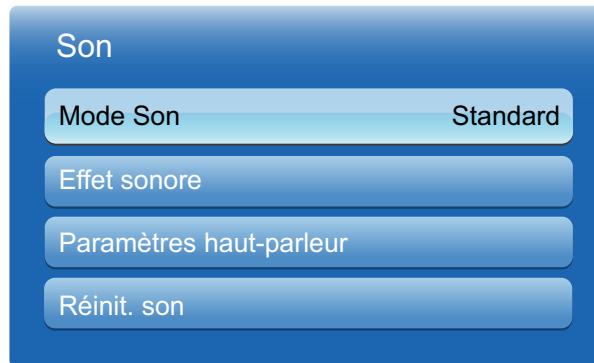 Son
Mode Son Standard
Effet sonore
Paramètres haut-parleur
Réinit. son